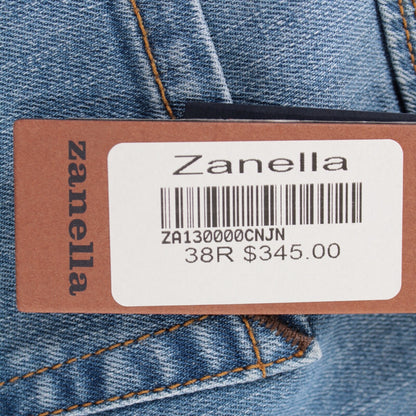 zanella
Zanella
ZA130000CNJN
38R $345.00